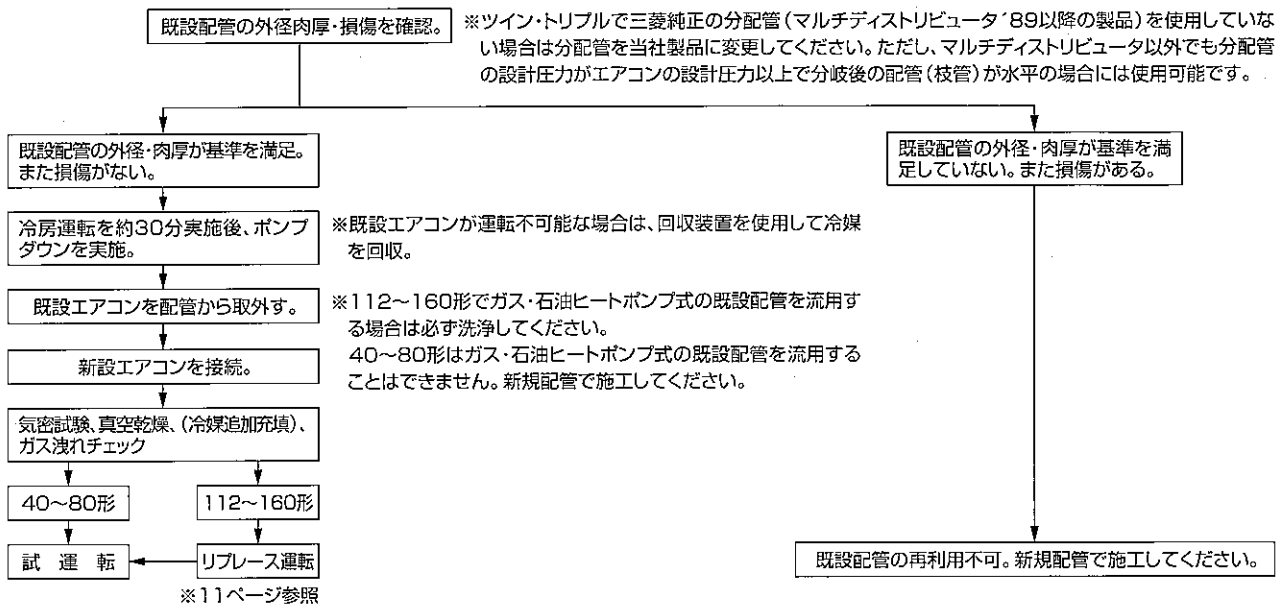 既設配管の外径肉厚・損傷を確認。
※ツイン・トリプルで三菱純正の分配管（マルチディストリビュータ´89以降の製品）を使用していな
い場合は分配管を当社製品に変更してください。ただし、マルチディストリビュータ以外でも分配管
の設計圧力がエアコンの設計圧力以上で分岐後の配管（枝管）が水平の場合には使用可能です。
既設配管の外径・肉厚が基準を満足。
また損傷がない。
冷房運転を約30分実施後、ポンプ
ダウンを実施。
※既設エアコンが運転不可能な場合は、回収装置を使用して冷媒
を回収。
既設エアコンを配管から取外す。
※112～160形でガス・石油ヒートポンプ式の既設配管を流用す
る場合は必ず洗浄してください。
40～80形はガス・石油ヒートポンプ式の既設配管を流用する
ことはできません。新規配管で施工してください。
新設エアコンを接続。
気密試験、真空乾燥、（冷媒追加充填）、
ガス洩れチェック
40～80形
112～160形
試運転
リプレース運転
※11ページ参照
既設配管の外径・肉厚が基準を満
足していない。また損傷がある。
既設配管の再利用不可。新規配管で施工してください。